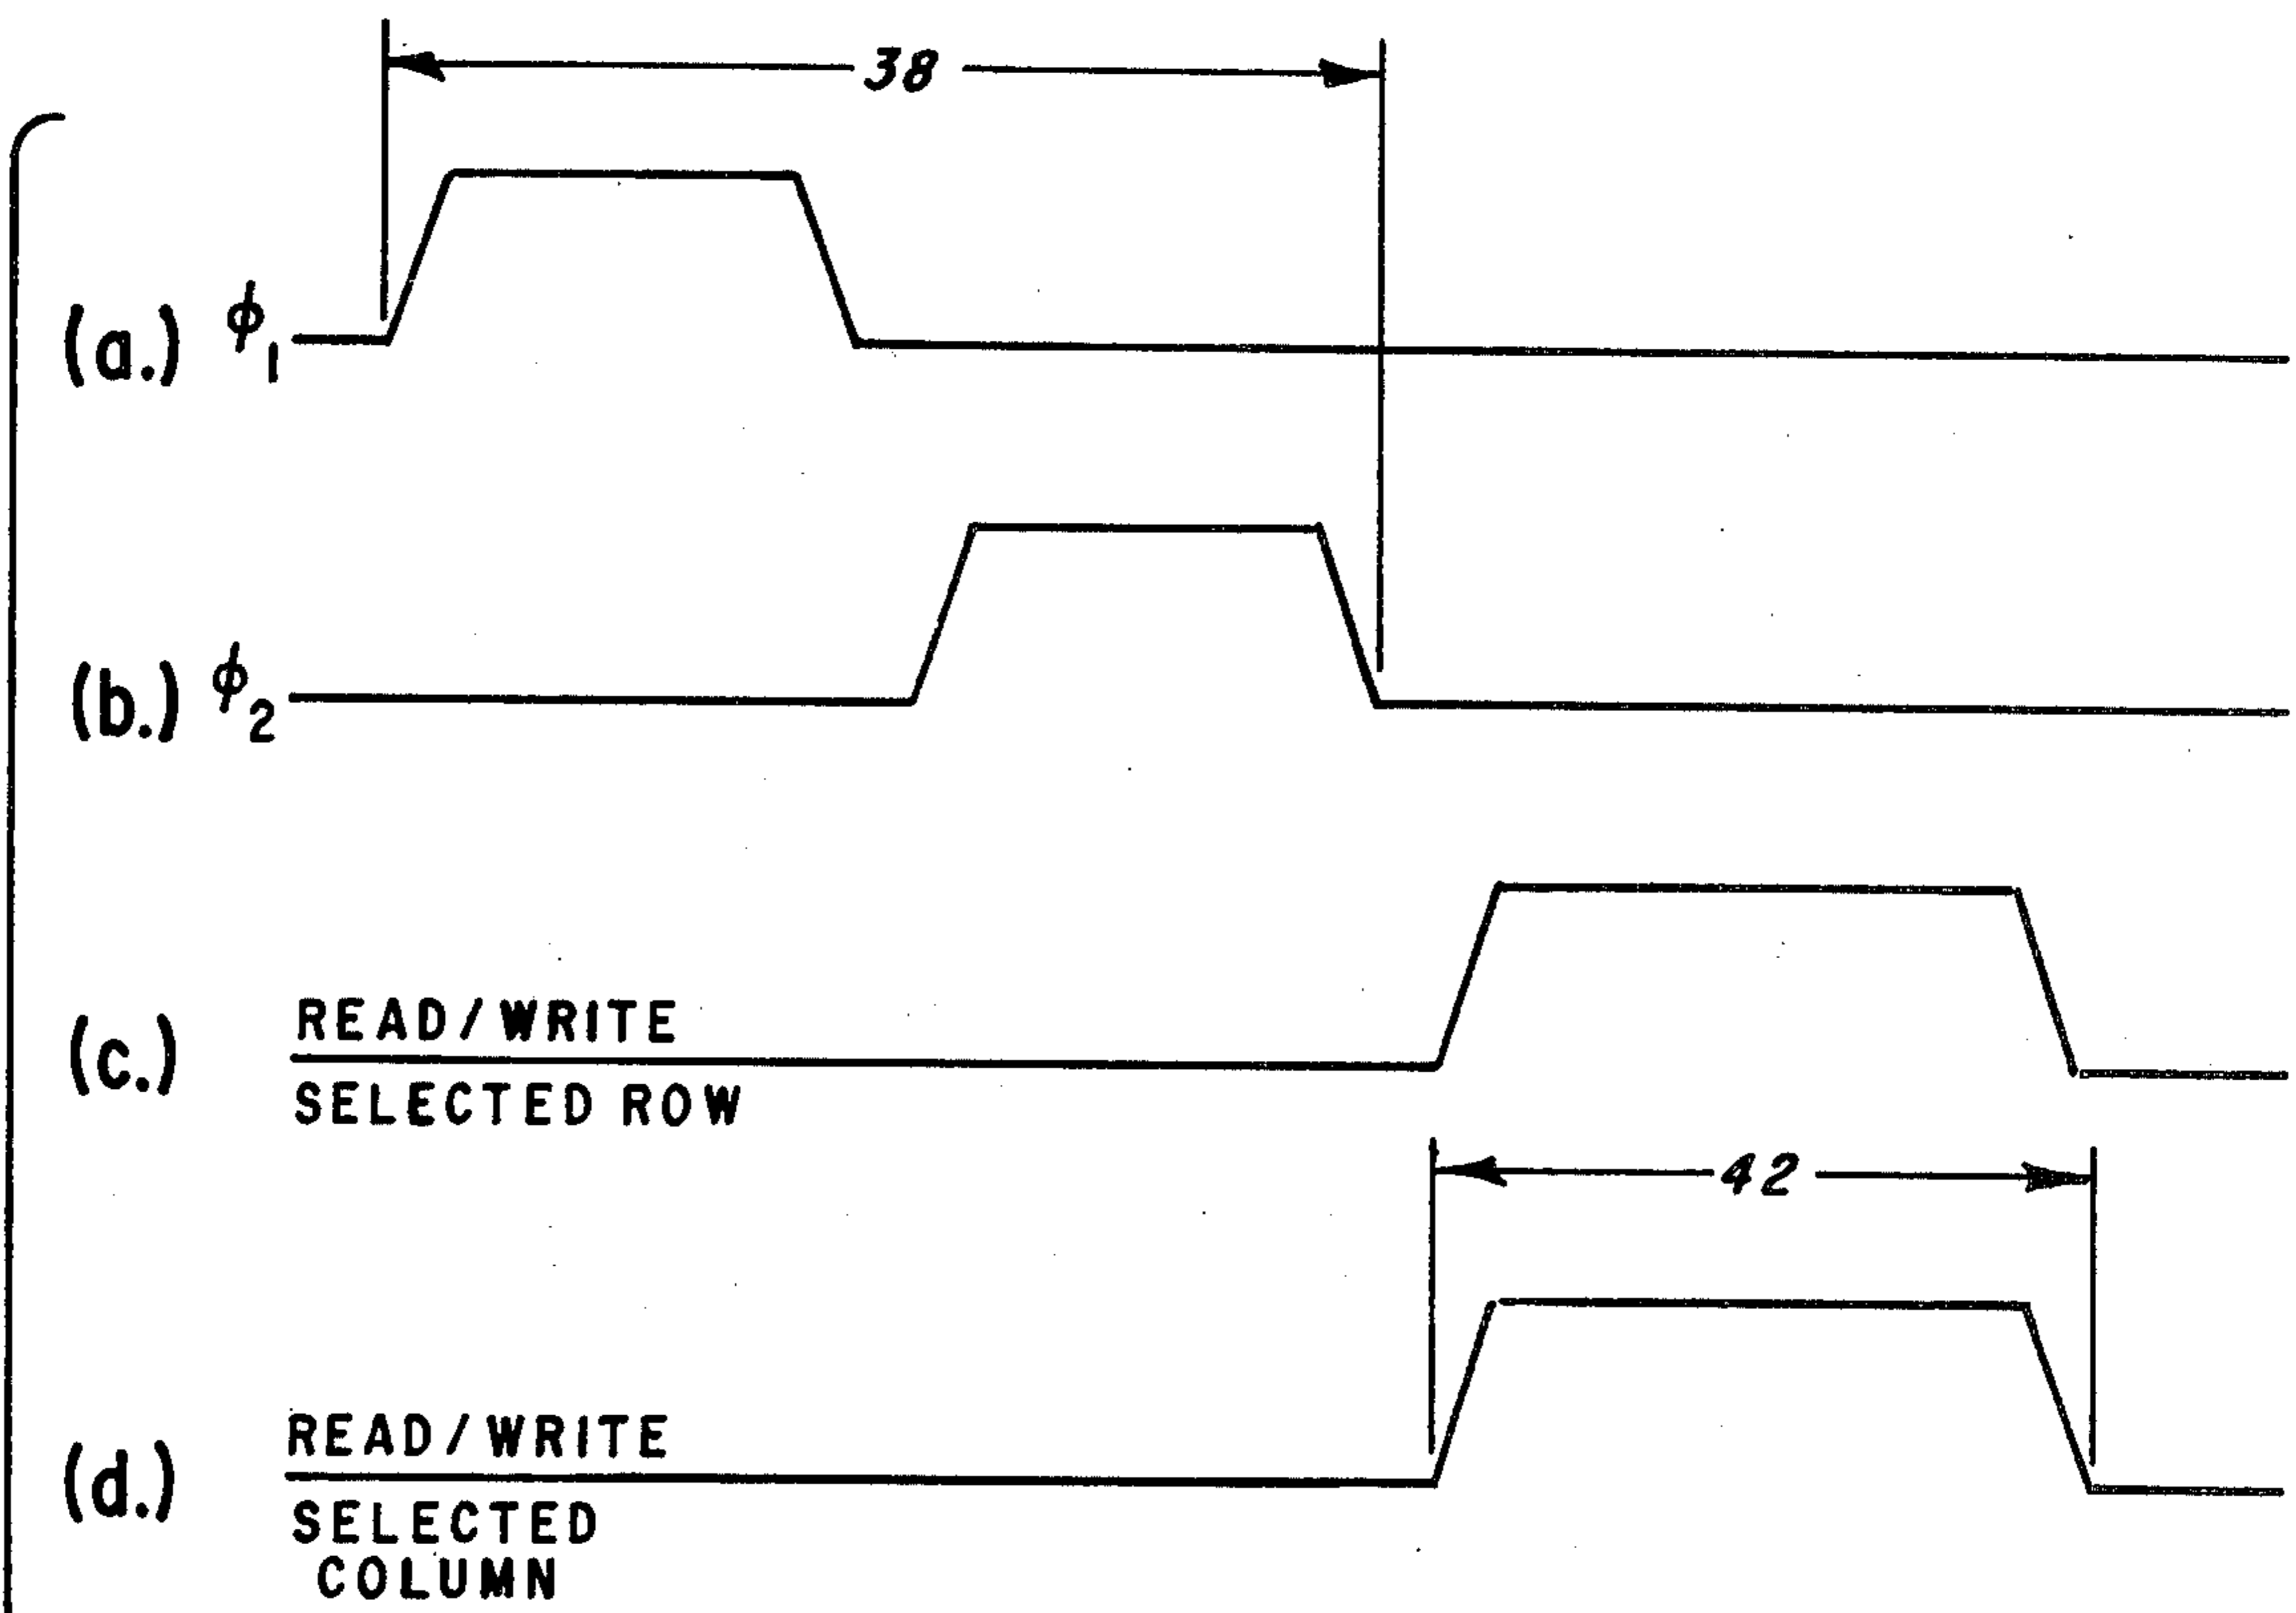 38
(a.) ϕ1
(b.) ϕ2
(c.) READ/WRITE
SELECTED ROW
42
(d.) READ/WRITE
SELECTED
COLUMN